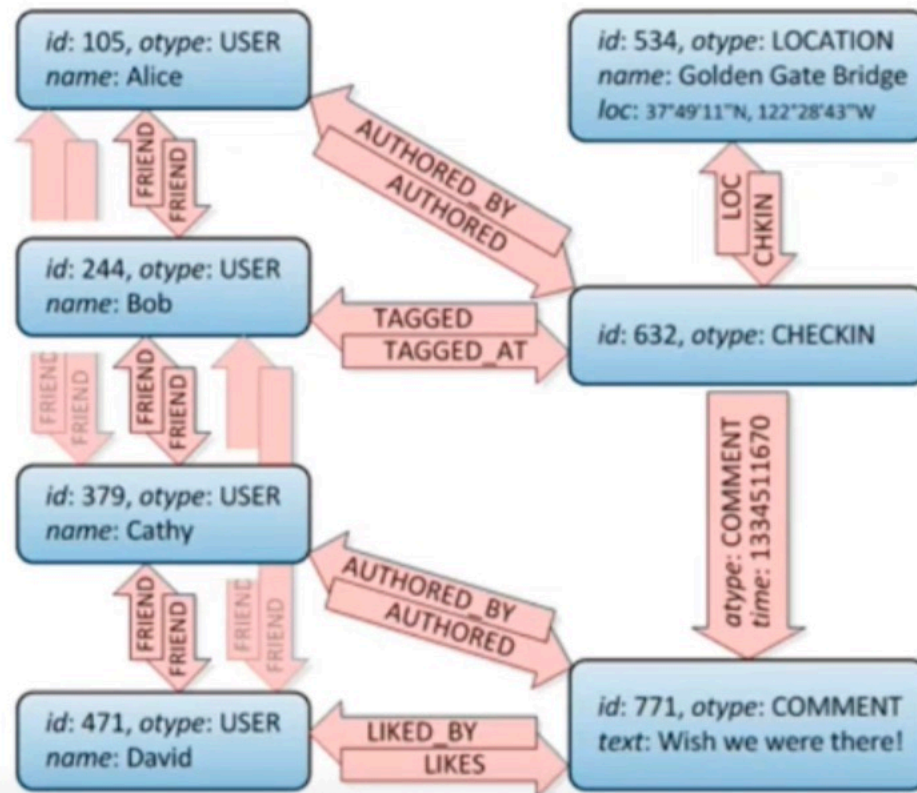 id: 105, otype: USER
name: Alice
id: 534, otype: LOCATION
name: Golden Gate Bridge
loc: 37°49'11"N, 122°28'43"W
FRIEND
FRIEND
AUTHORED_BY
AUTHORED
LOC
CHKIN
id: 244, otype: USER
name: Bob
TAGGED
TAGGED_AT
id: 632, otype: CHECKIN
FRIEND
FRIEND
FRIEND
FRIEND
atype: COMMENT
time: 1334511670
id: 379, otype: USER
name: Cathy
AUTHORED_BY
AUTHORED
FRIEND
FRIEND
FRIEND
FRIEND
id: 471, otype: USER
name: David
LIKED_BY
LIKES
id: 771, otype: COMMENT
text: Wish we were there!